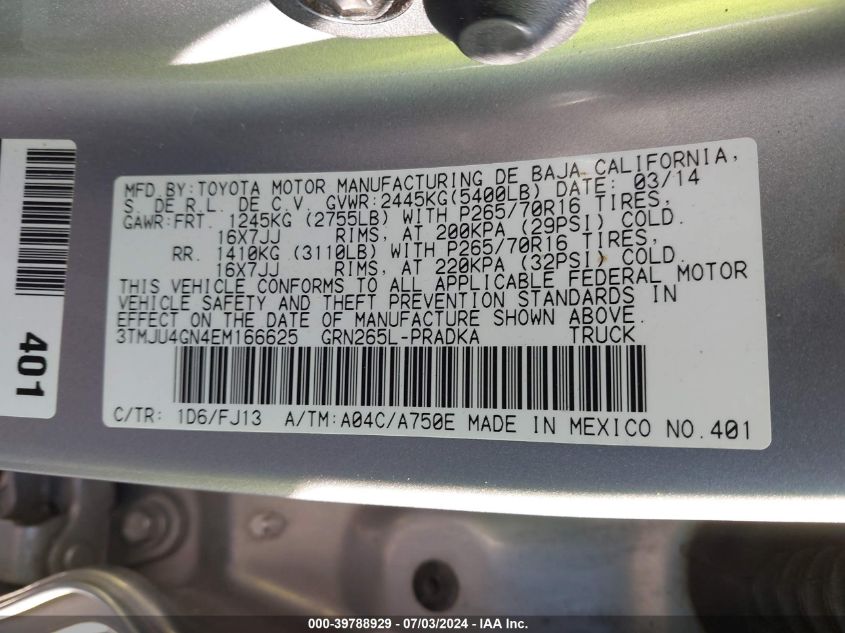 MFD BY:TOYOTA MOTOR MANUFACTURING DE BAJA CALIFORNIA,
S. DE R.L. DE C.V. GVWR:2445KG(5400LB) DATE: 03/14
GAWR:FRT. 1245KG (2755LB) WITH P265/70R16 TIRES,
16X7JJ RIMS, AT 200KPA (29PSI) COLD.
RR. 1410KG (3110LB) WITH P265/70R16 TIRES,
16X7JJ RIMS, AT 220KPA (32PSI) COLD.
THIS VEHICLE CONFORMS TO ALL APPLICABLE FEDERAL MOTOR
VEHICLE SAFETY AND THEFT PREVENTION STANDARDS IN
EFFECT ON THE DATE OF MANUFACTURE SHOWN ABOVE.
3TMJU4GN4EM166625 GRN265L-PRADKA TRUCK
C/TR: 1D6/FJ13 A/TM:A04C/A750E MADE IN MEXICO NO.401
401
000-39788929 - 07/03/2024 - IAA Inc.